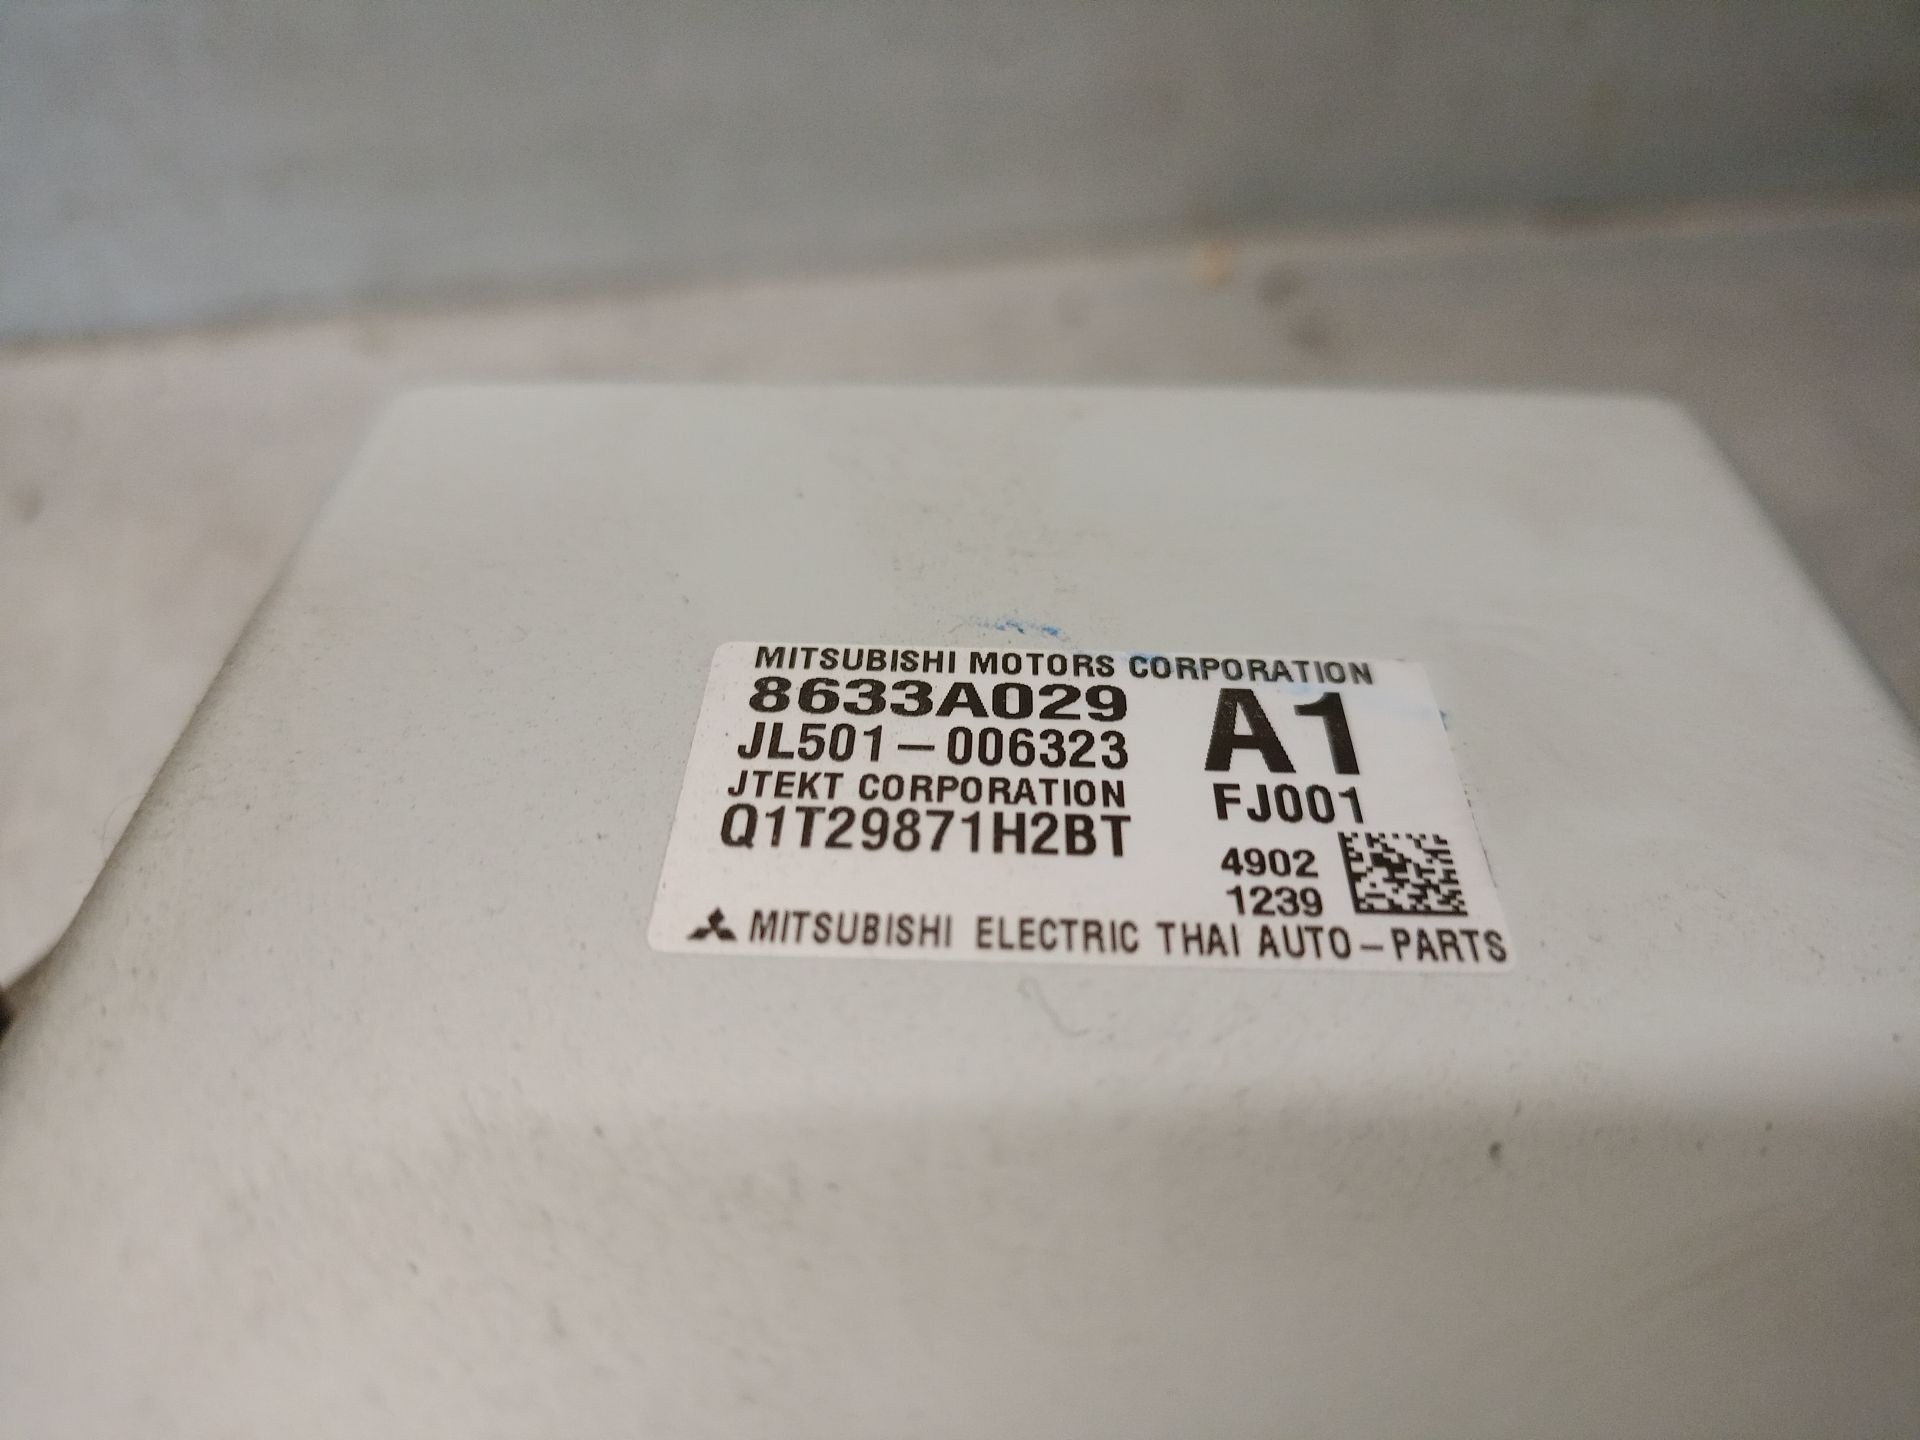 MITSUBISHI MOTORS CORPORATION
8633A029
A1
JL501-006323
JTEKT CORPORATION
FJ001
Q1T29871H2BT
4902
1239
MITSUBISHI ELECTRIC THAI AUTO-PARTS